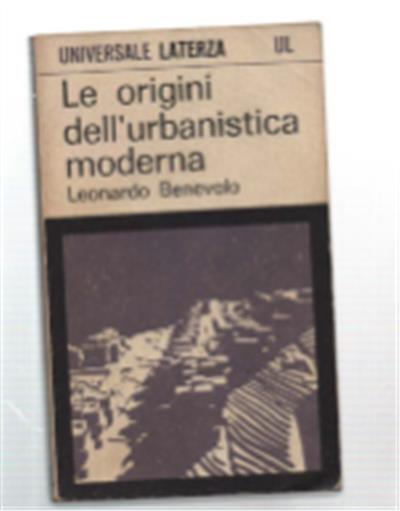 UNIVERSALE LATERZA UL
Le origini
dell'urbanistica
moderna
Leonardo Benevolo